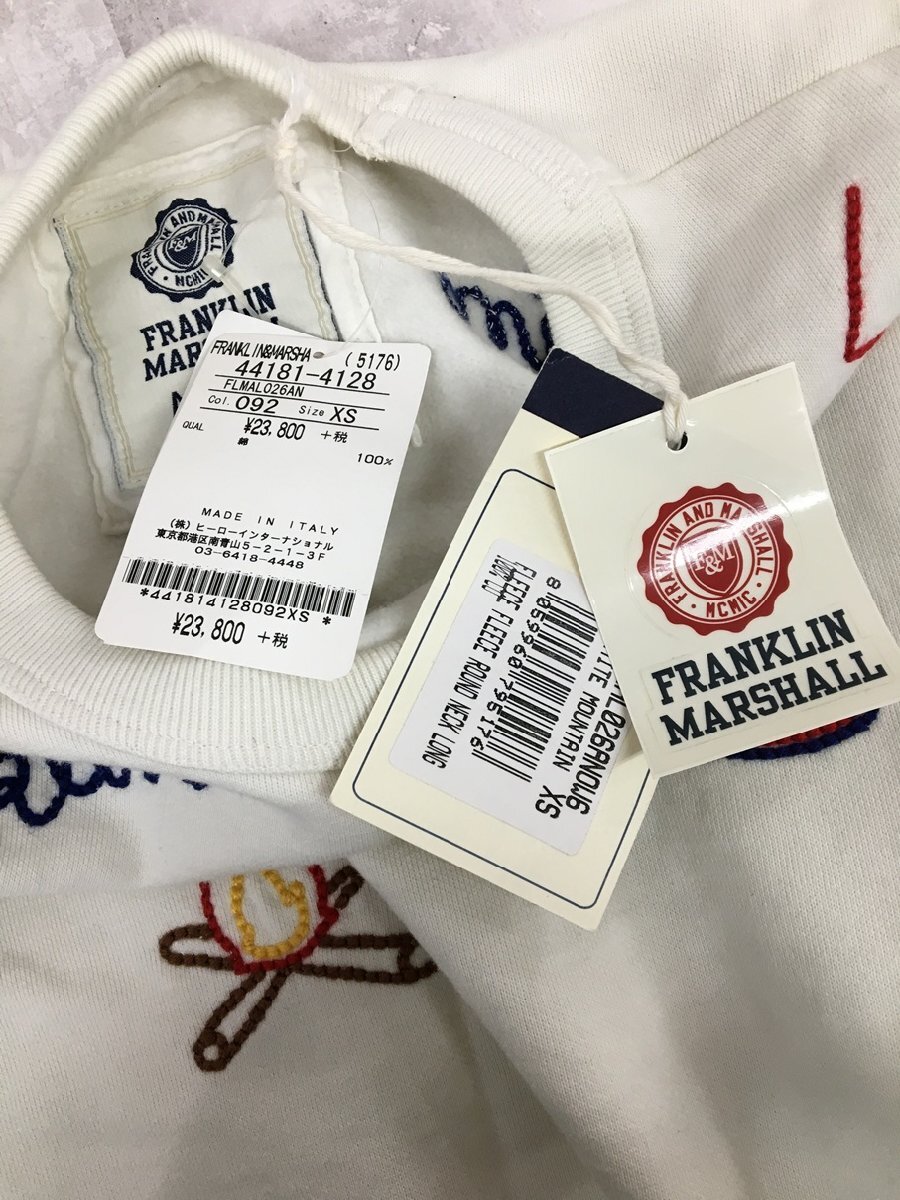 FRANKLIN AND MARSHALL
F&M
FRANKLIN
MARSHALL
FRANKLIN&MARSHA (5176)
44181-4128
FLMAL026AN
Col. 092 Size XS
QUAL ¥23,800 +税
綿
100%
MADE IN ITALY
(株)ヒーローインターナショナル
東京都港区南青山5-2-1-3F
03-6418-4448
*441814128092XS*
¥23,800 +税
MOUNTAIN XS
8059960795176
FLEECE FLEECE ROUND NECK LONG
FRANKLIN AND MARSHALL
F&M
MCMIC
FRANKLIN
MARSHALL